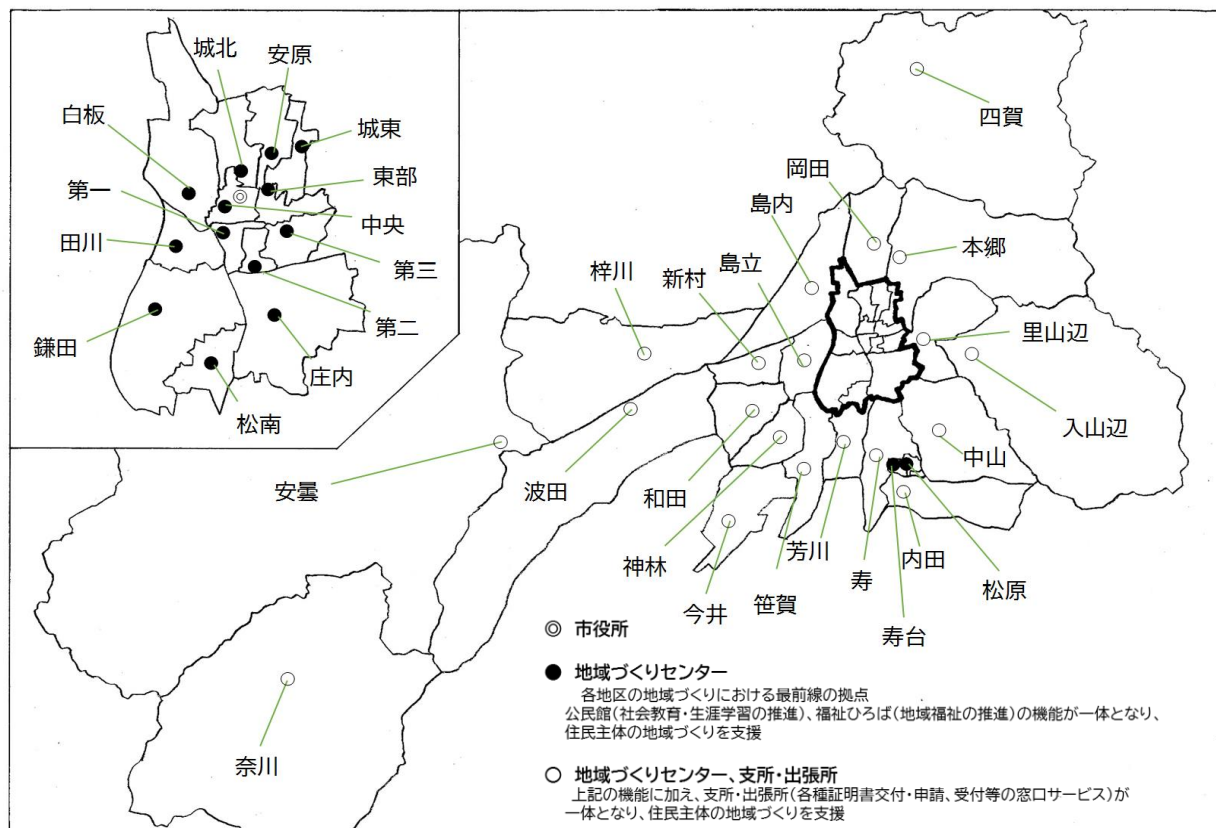 城北
安原
白板
城東
第一
東部
田川
中央
第三
鎌田
第二
庄内
松南
四賀
岡田
島内
本郷
梓川
新村
島立
里山辺
入山辺
中山
安曇
波田
和田
神林
今井
笹賀
芳川
寿
内田
寿台
松原
奈川
◎ 市役所
● 地域づくりセンター
各地区の地域づくりにおける最前線の拠点
公民館(社会教育・生涯学習の推進)、福祉ひろば(地域福祉の推進)の機能が一体となり、
住民主体の地域づくりを支援
○ 地域づくりセンター、支所・出張所
上記の機能に加え、支所・出張所(各種証明書交付・申請、受付等の窓口サービス)が
一体となり、住民主体の地域づくりを支援